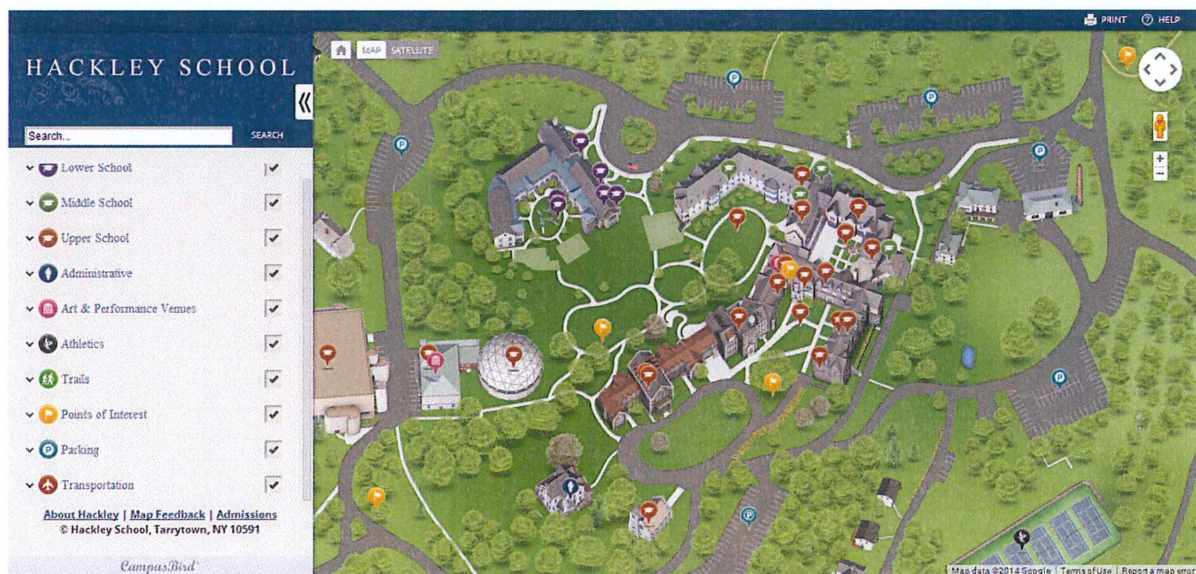 PRINT
HELP
HACKLEY SCHOOL
MAP SATELLITE
Search...
SEARCH
Lower School
Middle School
Upper School
Administrative
Art & Performance Venues
Athletics
Trails
Points of Interest
Parking
Transportation
About Hackley | Map Feedback | Admissions
© Hackley School, Tarrytown, NY 10591
CampusBird
P
P
P
P
P
P
P
Map data ©2014 Google | Terms of Use | Report a map error